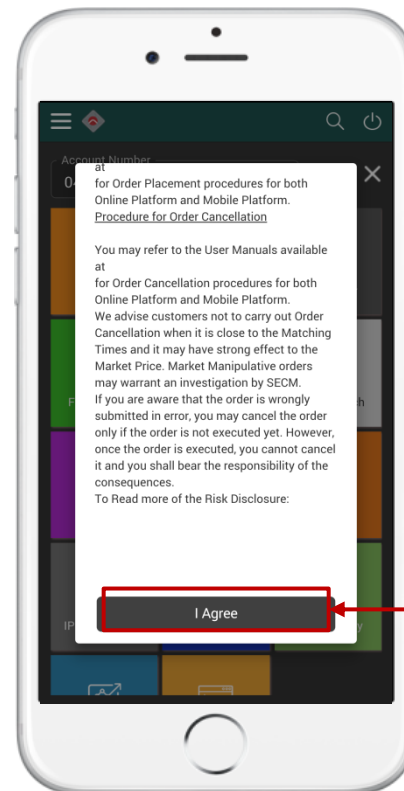 Account Number
04
at
for Order Placement procedures for both
Online Platform and Mobile Platform.
Procedure for Order Cancellation
You may refer to the User Manuals available
at
for Order Cancellation procedures for both
Online Platform and Mobile Platform.
We advise customers not to carry out Order
Cancellation when it is close to the Matching
Times and it may have strong effect to the
Market Price. Market Manipulative orders
may warrant an investigation by SECM.
If you are aware that the order is wrongly
submitted in error, you may cancel the order
only if the order is not executed yet. However,
once the order is executed, you cannot cancel
it and you shall bear the responsibility of the
consequences.
To Read more of the Risk Disclosure:
I Agree